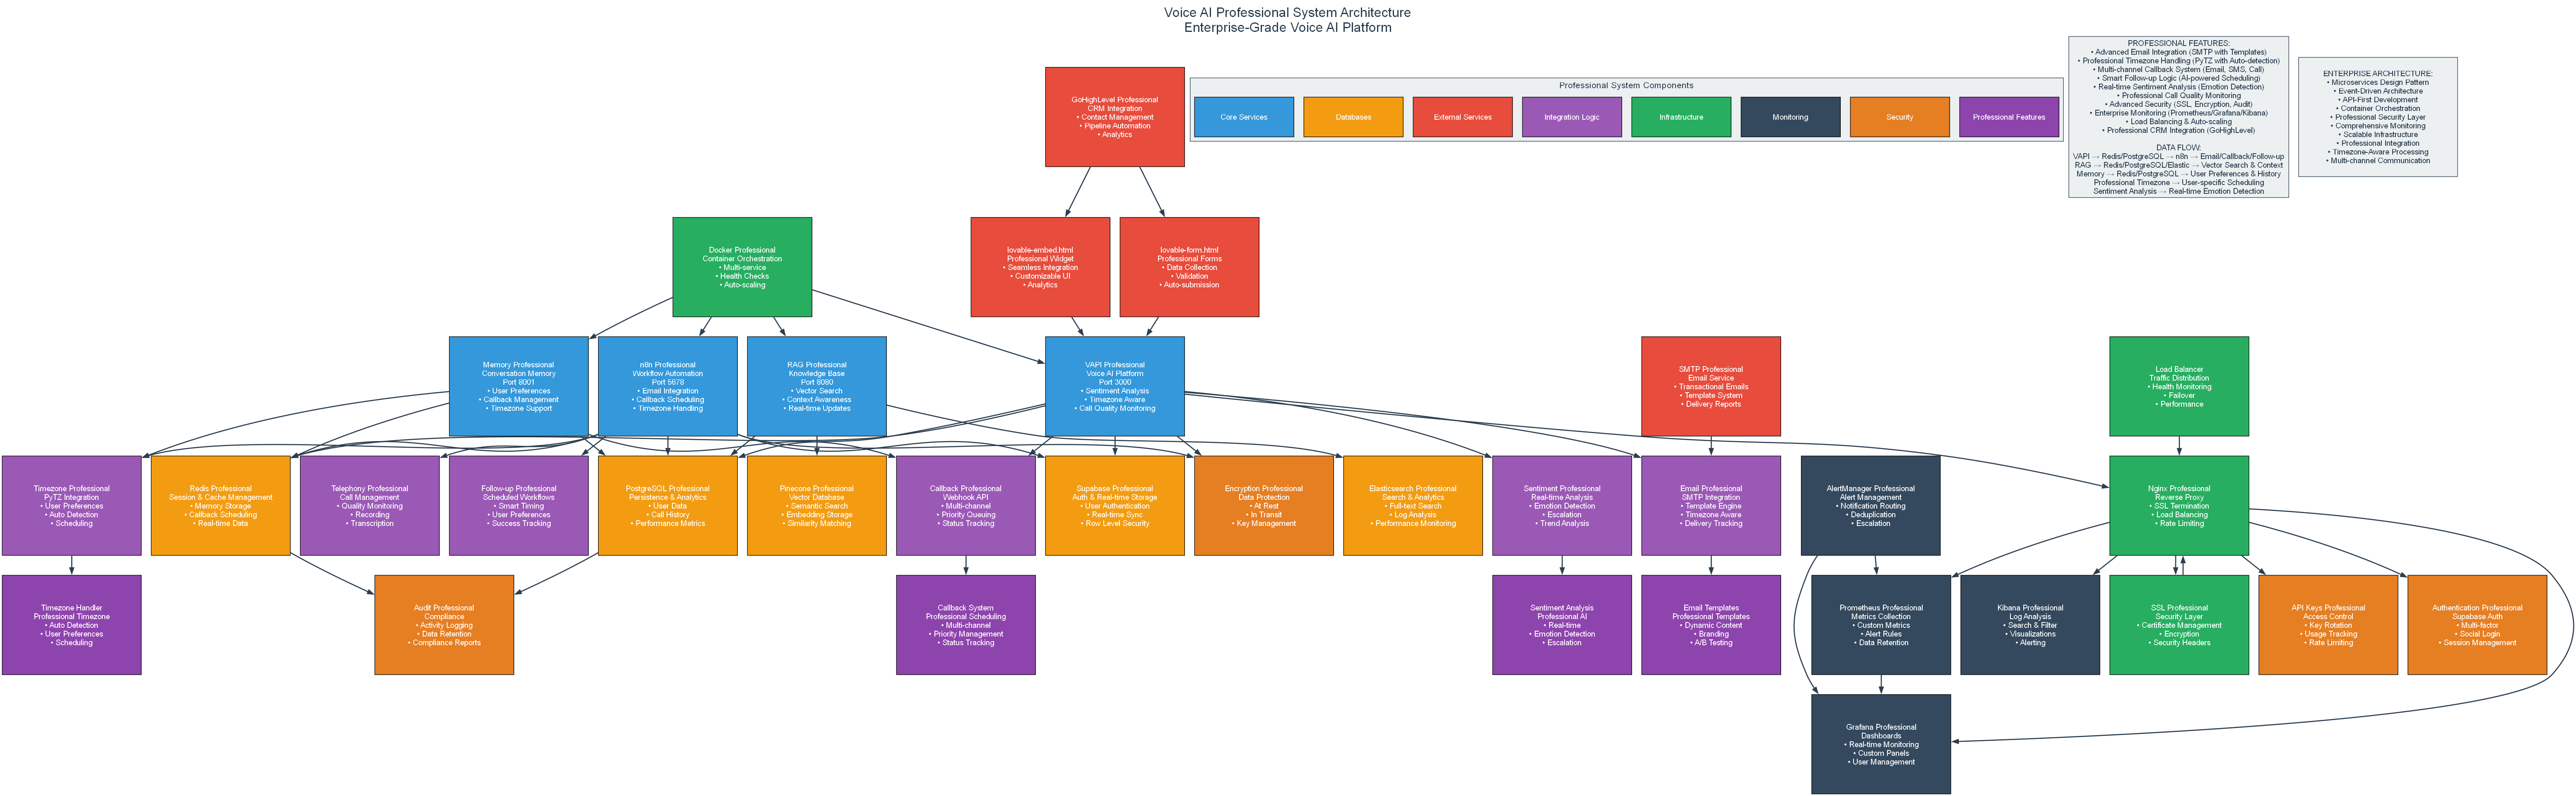 Voice AI Professional System Architecture
Enterprise-Grade Voice AI Platform
GoHighLevel Professional
CRM Integration
• Contact Management
• Pipeline Automation
• Analytics
Professional System Components
Core Services
Databases
External Services
Integration Logic
Infrastructure
Monitoring
Security
Professional Features
PROFESSIONAL FEATURES:
• Advanced Email Integration (SMTP with Templates)
• Professional Timezone Handling (PyTZ with Auto-detection)
• Multi-channel Callback System (Email, SMS, Call)
• Smart Follow-up Logic (AI-powered Scheduling)
• Real-time Sentiment Analysis (Emotion Detection)
• Professional Call Quality Monitoring
• Advanced Security (SSL, Encryption, Audit)
• Enterprise Monitoring (Prometheus/Grafana/Kibana)
• Load Balancing & Auto-scaling
• Professional CRM Integration (GoHighLevel)
DATA FLOW:
VAPI → Redis/PostgreSQL → n8n → Email/Callback/Follow-up
RAG → Redis/PostgreSQL/Elastic → Vector Search & Context
Memory → Redis/PostgreSQL → User Preferences & History
Professional Timezone → User-specific Scheduling
Sentiment Analysis → Real-time Emotion Detection
ENTERPRISE ARCHITECTURE:
• Microservices Design Pattern
• Event-Driven Architecture
• API-First Development
• Container Orchestration
• Professional Security Layer
• Comprehensive Monitoring
• Scalable Infrastructure
• Professional Integration
• Timezone-Aware Processing
• Multi-channel Communication
Docker Professional
Container Orchestration
• Multi-service
• Health Checks
• Auto-scaling
lovable-embed.html
Professional Widget
• Seamless Integration
• Customizable UI
• Analytics
lovable-form.html
Professional Forms
• Data Collection
• Validation
• Auto-submission
Memory Professional
Conversation Memory
Port 8001
• User Preferences
• Callback Management
• Timezone Support
n8n Professional
Workflow Automation
Port 5678
• Email Integration
• Callback Scheduling
• Timezone Handling
RAG Professional
Knowledge Base
Port 8080
• Vector Search
• Context Awareness
• Real-time Updates
VAPI Professional
Voice AI Platform
Port 3000
• Sentiment Analysis
• Timezone Aware
• Call Quality Monitoring
SMTP Professional
Email Service
• Transactional Emails
• Template System
• Delivery Reports
Load Balancer
Traffic Distribution
• Health Monitoring
• Failover
• Performance
Timezone Professional
PyTZ Integration
• User Preferences
• Auto Detection
• Scheduling
Redis Professional
Session & Cache Management
• Memory Storage
• Callback Scheduling
• Real-time Data
Telephony Professional
Call Management
• Quality Monitoring
• Recording
• Transcription
Follow-up Professional
Scheduled Workflows
• Smart Timing
• User Preferences
• Success Tracking
PostgreSQL Professional
Persistence & Analytics
• User Data
• Call History
• Performance Metrics
Pinecone Professional
Vector Database
• Semantic Search
• Embedding Storage
• Similarity Matching
Callback Professional
Webhook API
• Multi-channel
• Priority Queuing
• Status Tracking
Supabase Professional
Auth & Real-time Storage
• User Authentication
• Real-time Sync
• Row Level Security
Encryption Professional
Data Protection
• At Rest
• In Transit
• Key Management
Elasticsearch Professional
Search & Analytics
• Full-text Search
• Log Analysis
• Performance Monitoring
Sentiment Professional
Real-time Analysis
• Emotion Detection
• Escalation
• Trend Analysis
Email Professional
SMTP Integration
• Template Engine
• Timezone Aware
• Delivery Tracking
AlertManager Professional
Alert Management
• Notification Routing
• Deduplication
• Escalation
Nginx Professional
Reverse Proxy
• SSL Termination
• Load Balancing
• Rate Limiting
Timezone Handler
Professional Timezone
• Auto Detection
• User Preferences
• Scheduling
Audit Professional
Compliance
• Activity Logging
• Data Retention
• Compliance Reports
Callback System
Professional Scheduling
• Multi-channel
• Priority Management
• Status Tracking
Sentiment Analysis
Professional AI
• Real-time
• Emotion Detection
• Escalation
Email Templates
Professional Templates
• Dynamic Content
• Branding
• A/B Testing
Prometheus Professional
Metrics Collection
• Custom Metrics
• Alert Rules
• Data Retention
Kibana Professional
Log Analysis
• Search & Filter
• Visualizations
• Alerting
SSL Professional
Security Layer
• Certificate Management
• Encryption
• Security Headers
API Keys Professional
Access Control
• Key Rotation
• Usage Tracking
• Rate Limiting
Authentication Professional
Supabase Auth
• Multi-factor
• Social Login
• Session Management
Grafana Professional
Dashboards
• Real-time Monitoring
• Custom Panels
• User Management